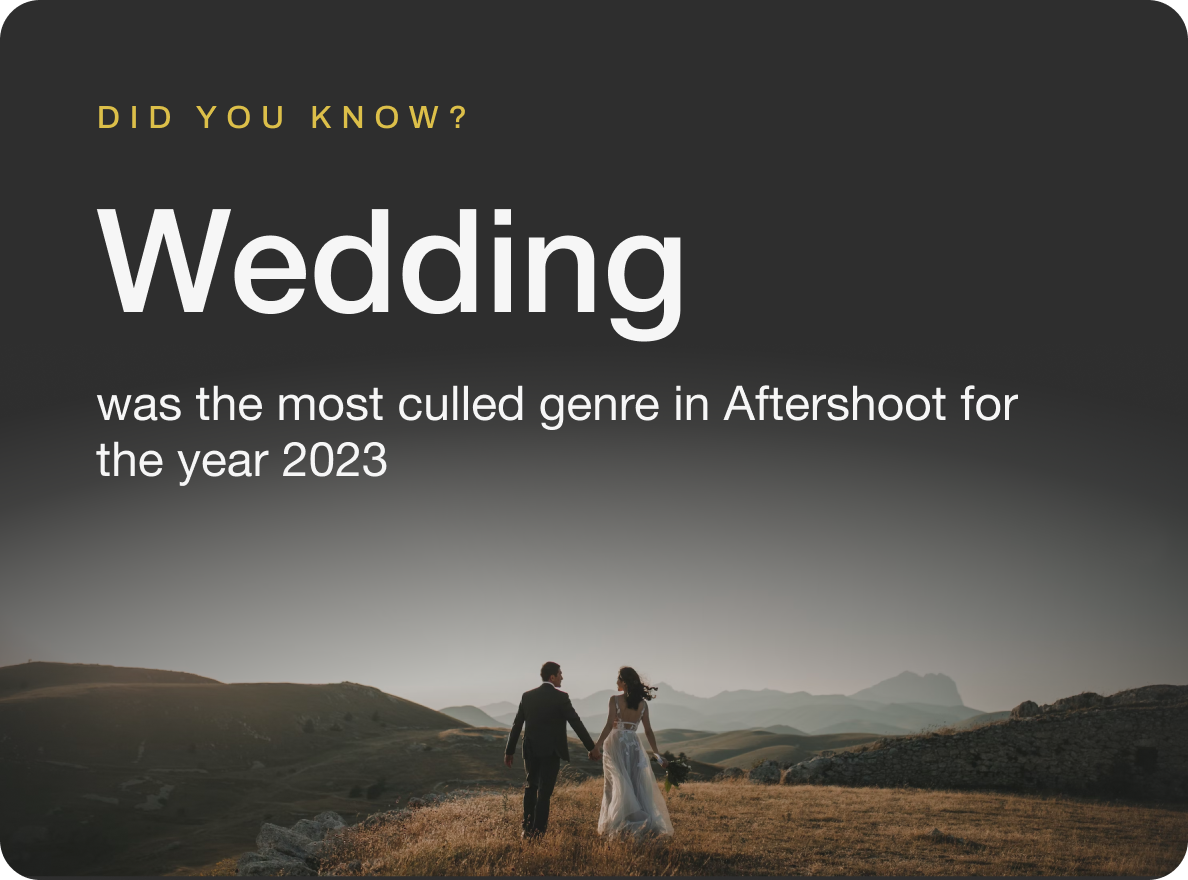 DID YOU KNOW?
Wedding
was the most culled genre in Aftershoot for
the year 2023